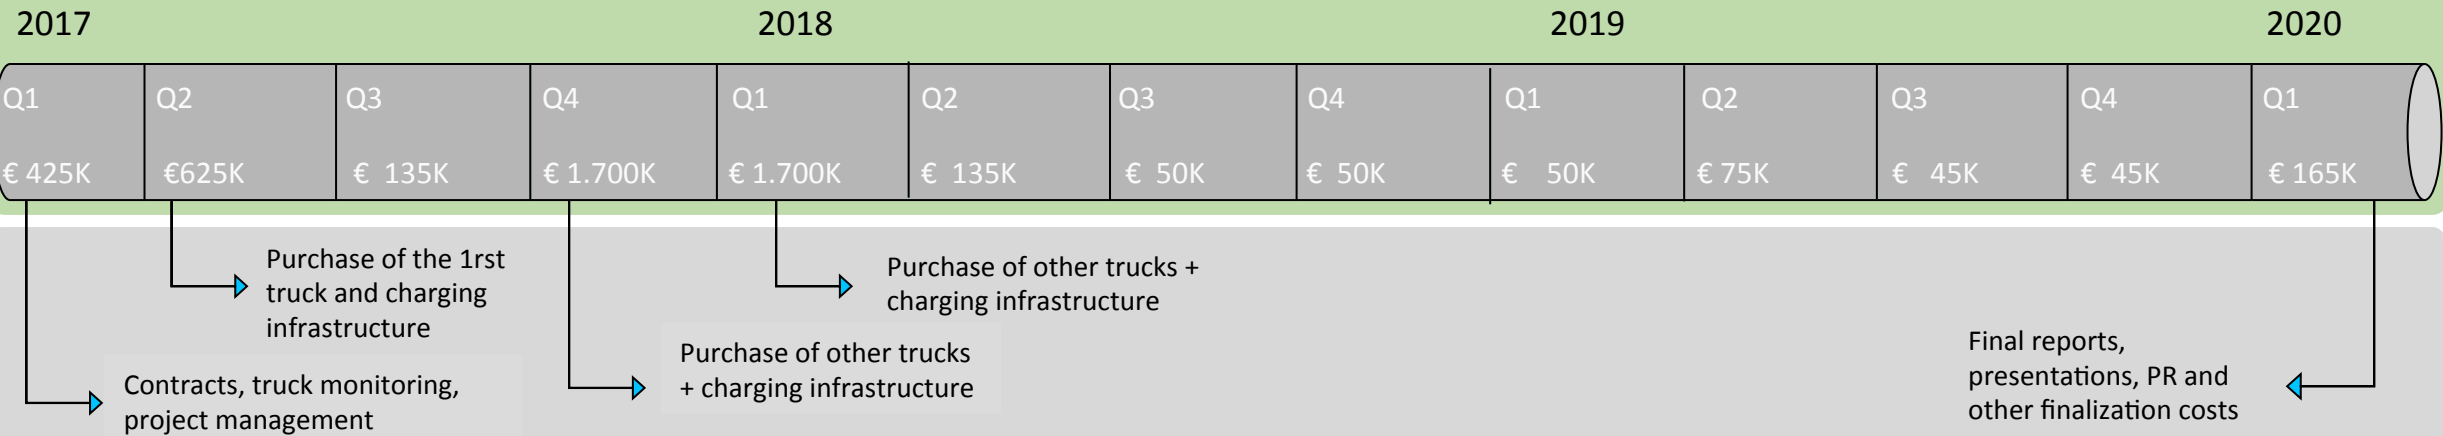 2017 2018 2019 2020
Q1 Q2 Q3 Q4 Q1 Q2 Q3 Q4 Q1 Q2 Q3 Q4 Q1
€ 425K €625K € 135K € 1.700K € 1.700K € 135K € 50K € 50K € 50K € 75K € 45K € 45K € 165K
Purchase of the 1rst
truck and charging
infrastructure
Contracts, truck monitoring,
project management
Purchase of other trucks
+ charging infrastructure
Purchase of other trucks +
charging infrastructure
Final reports,
presentations, PR and
other finalization costs